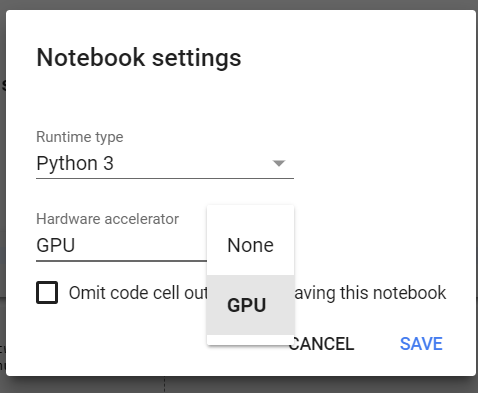 Notebook settings
Runtime type
Python 3
Hardware accelerator
GPU
None
GPU
Omit code cell out aving this notebook
CANCEL SAVE